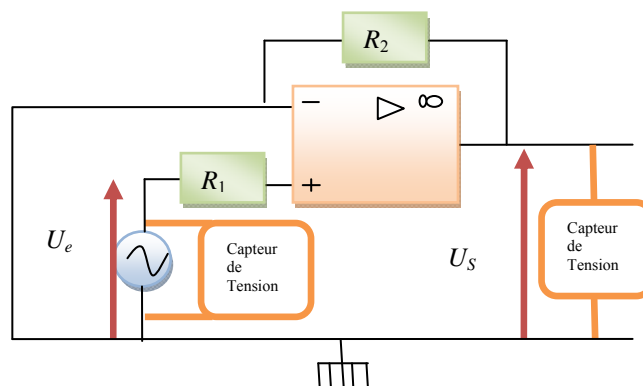 R2
− ▷ ∞
R1
+
Ue
Capteur
de
Tension
US
Capteur
de
Tension